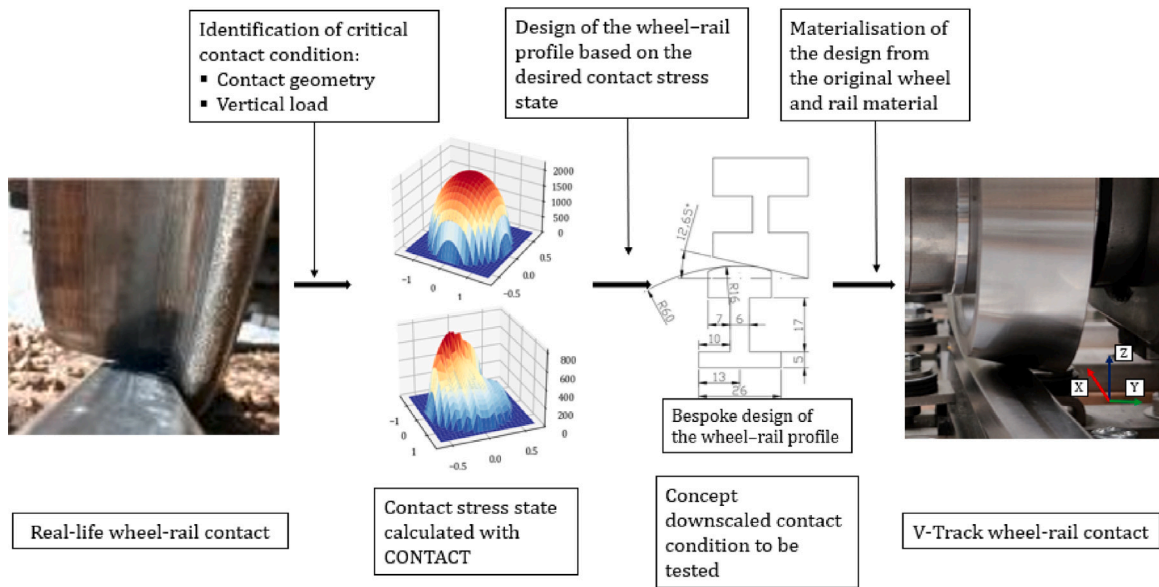 Identification of critical
contact condition:
▪ Contact geometry
▪ Vertical load
Design of the wheel–rail
profile based on the
desired contact stress
state
Materialisation of
the design from
the original wheel
and rail material
2000
1500
1000
500
0
−1
0
1
−0.5
0.0
0.5
800
600
400
200
0
−1
0
1
−0.5
0.0
0.5
12,65°
R60
R16
7
6
10
17
5
13
26
Bespoke design of
the wheel–rail profile
Z
X
Y
Real-life wheel-rail contact
Contact stress state
calculated with
CONTACT
Concept
downscaled contact
condition to be
tested
V-Track wheel-rail contact